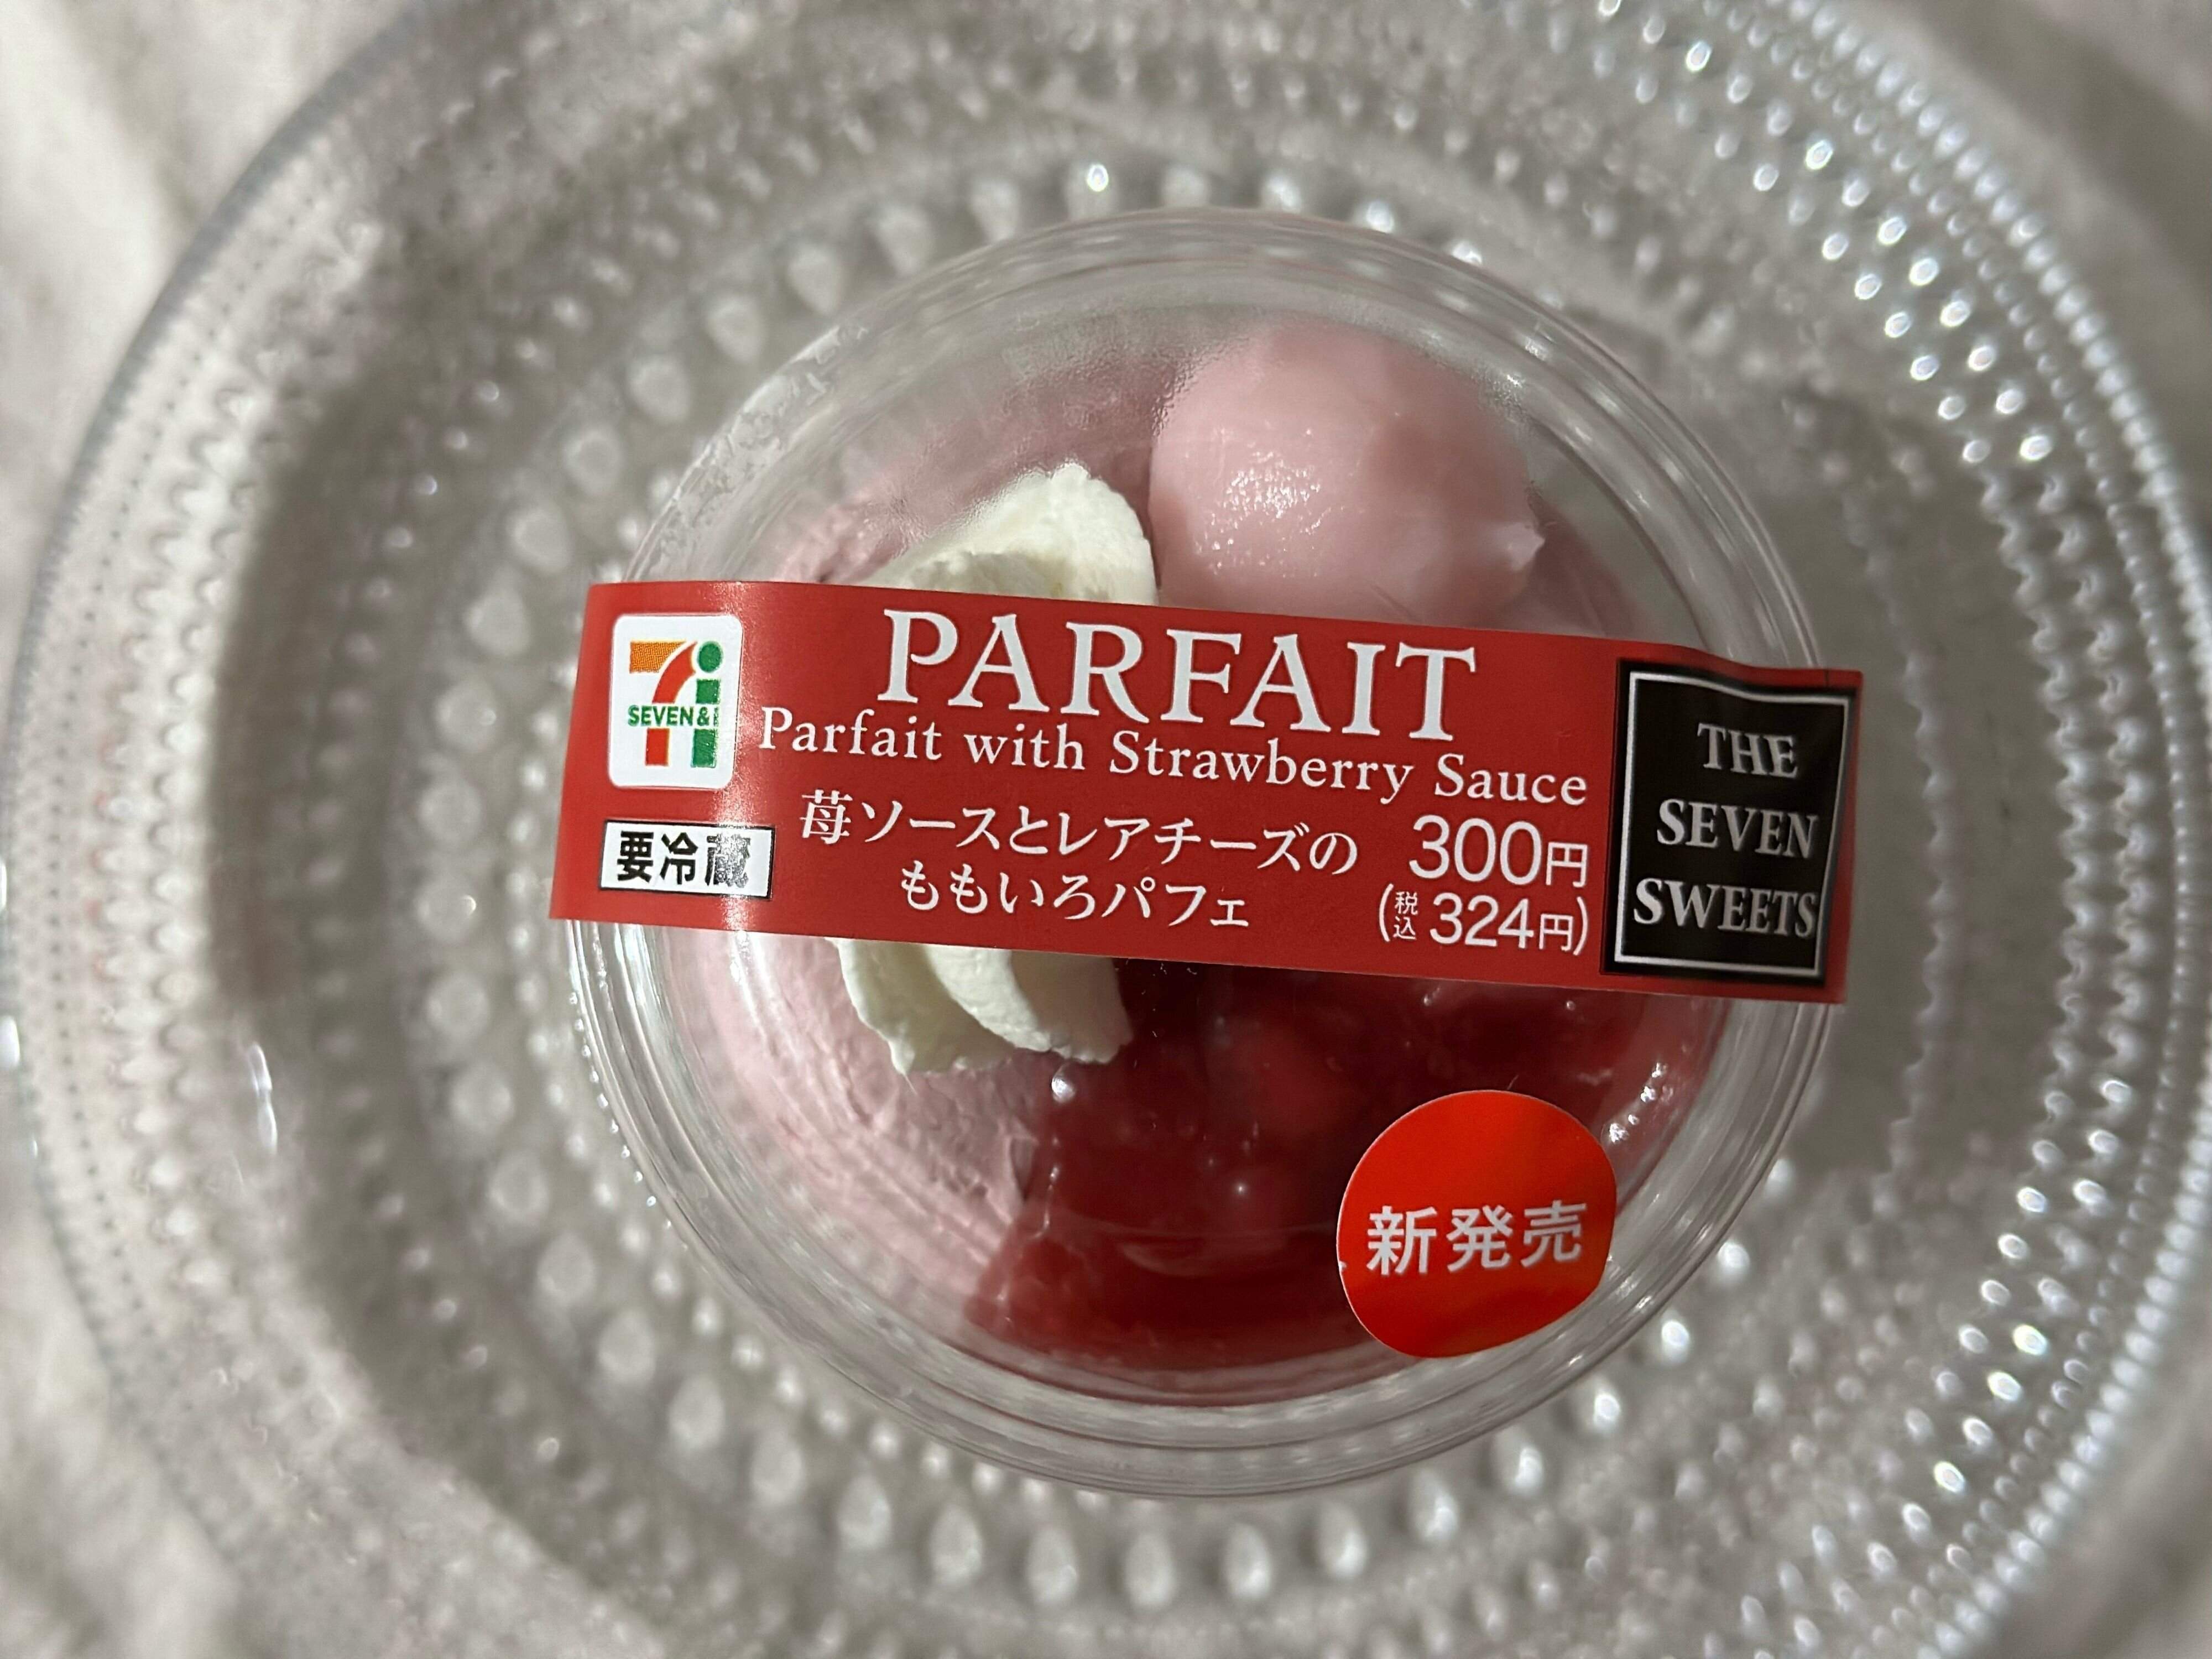 SEVEN&i
PARFAIT
Parfait with Strawberry Sauce
苺ソースとレアチーズの
ももいろパフェ
300円
(税込 324円)
要冷蔵
THE
SEVEN
SWEETS
新発売